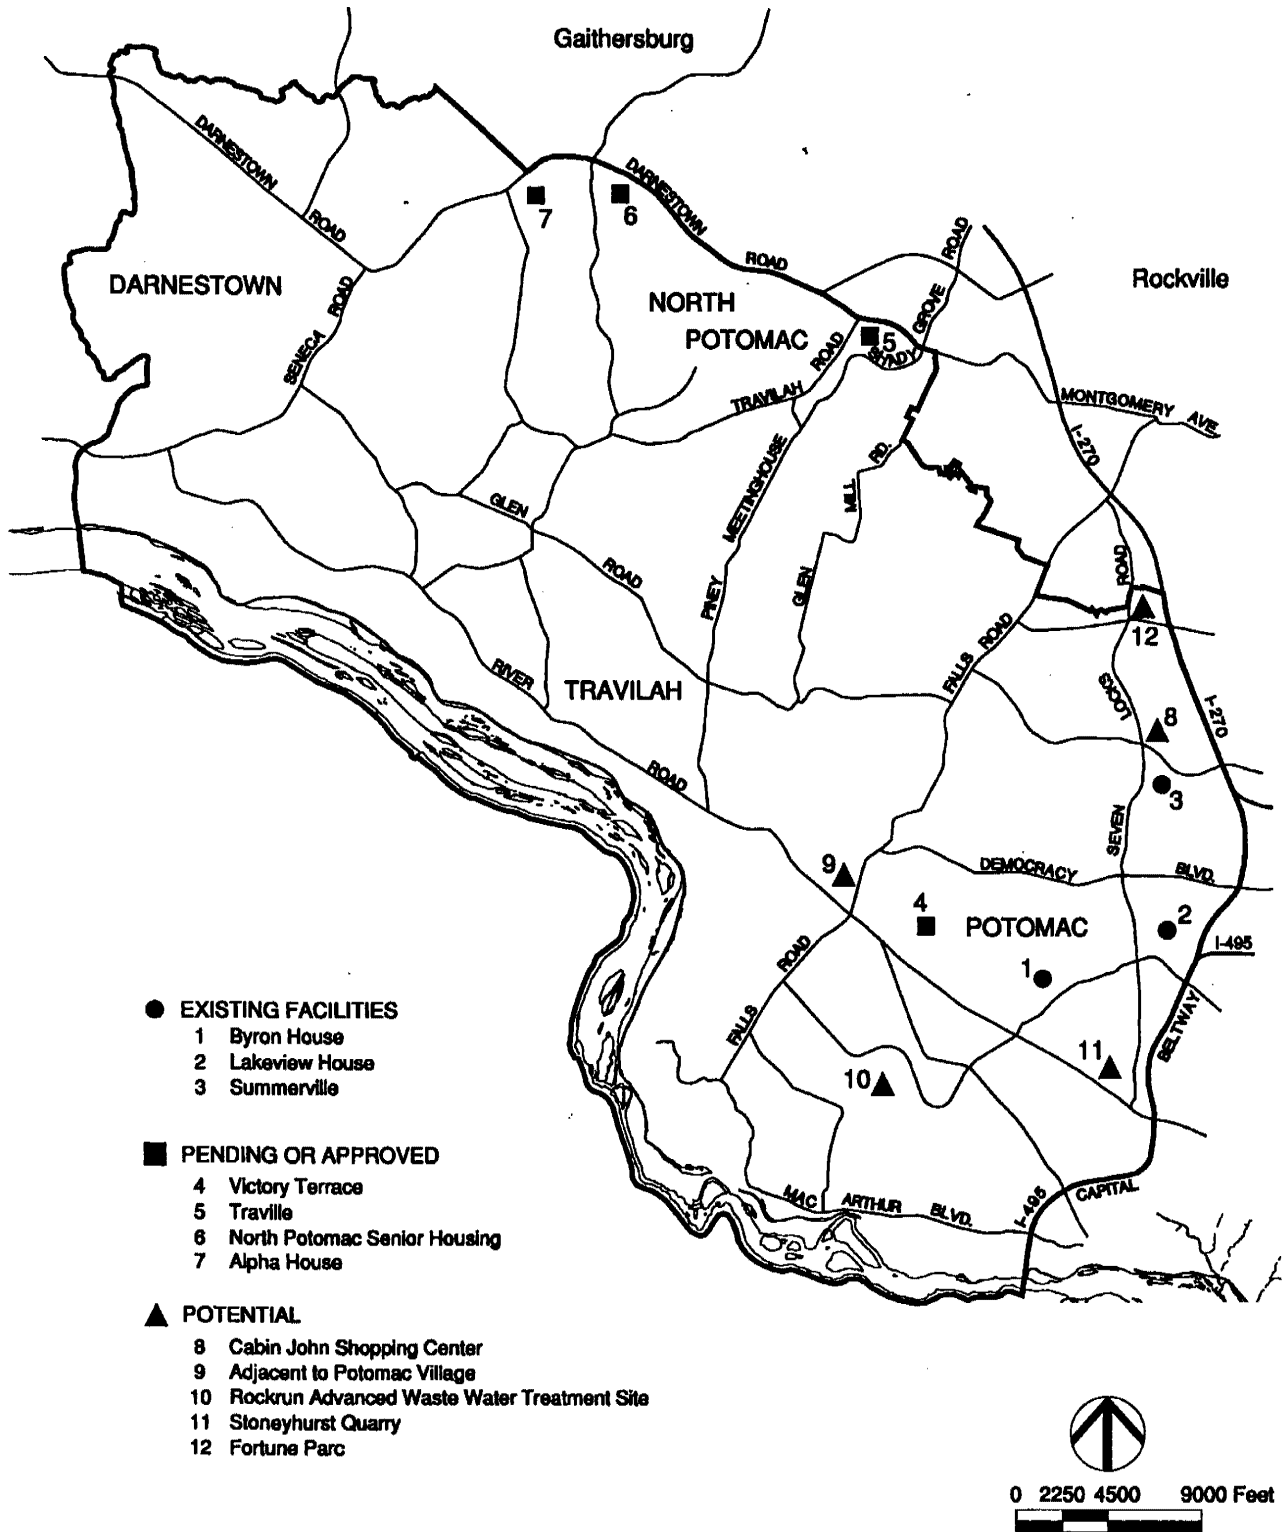 Gaithersburg
DARNESTOWN
ROAD
DARNESTOWN
ROAD
7
6
GROVE ROAD
Rockville
DARNESTOWN
SENECA ROAD
NORTH
POTOMAC
5
SHADY
TRAVILAH ROAD
MONTGOMERY AVE.
I-270
PINEY MEETINGHOUSE
GLEN MILL RD.
GLEN
ROAD
ROAD
12
FALLS ROAD
LOCKS
RIVER
TRAVILAH
8
I-270
ROAD
3
SEVEN
9
DEMOCRACY BLVD.
4
POTOMAC
2
I-495
1
FALLS ROAD
BELTWAY
11
10
MAC ARTHUR BLVD.
I-495
CAPITAL
EXISTING FACILITIES
1 Byron House
2 Lakeview House
3 Summerville
PENDING OR APPROVED
4 Victory Terrace
5 Traville
6 North Potomac Senior Housing
7 Alpha House
POTENTIAL
8 Cabin John Shopping Center
9 Adjacent to Potomac Village
10 Rockrun Advanced Waste Water Treatment Site
11 Stoneyhurst Quarry
12 Fortune Parc
0 2250 4500 9000 Feet